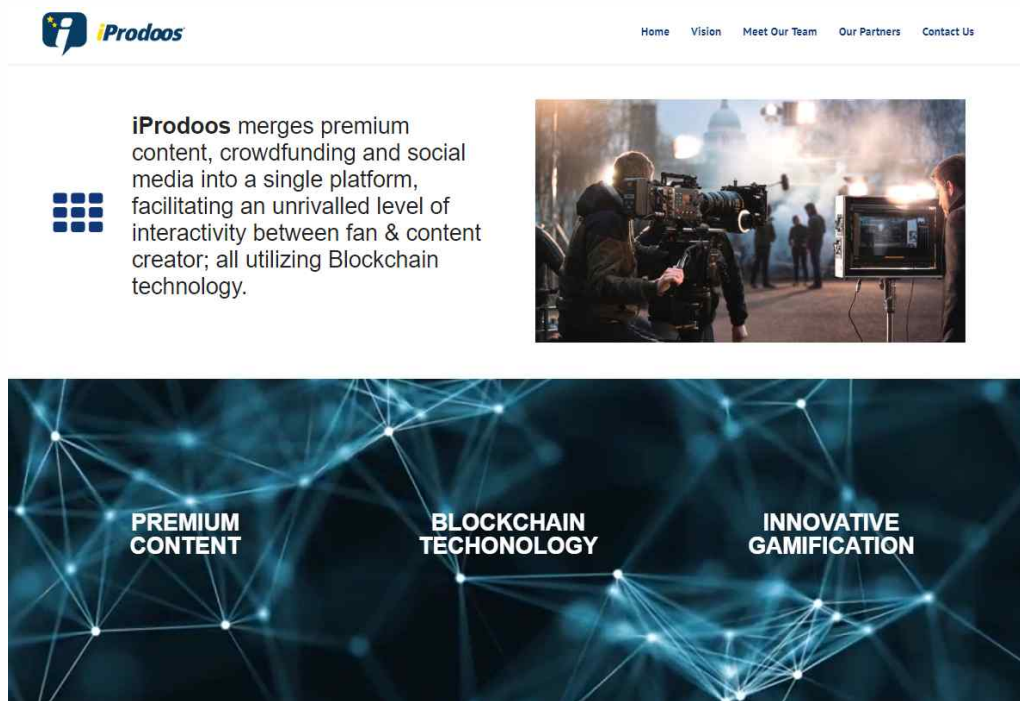 iProdoos
Home Vision Meet Our Team Our Partners Contact Us
iProdoos merges premium
content, crowdfunding and social
media into a single platform,
facilitating an unrivalled level of
interactivity between fan & content
creator; all utilizing Blockchain
technology.
PREMIUM
CONTENT
BLOCKCHAIN
TECHONOLOGY
INNOVATIVE
GAMIFICATION